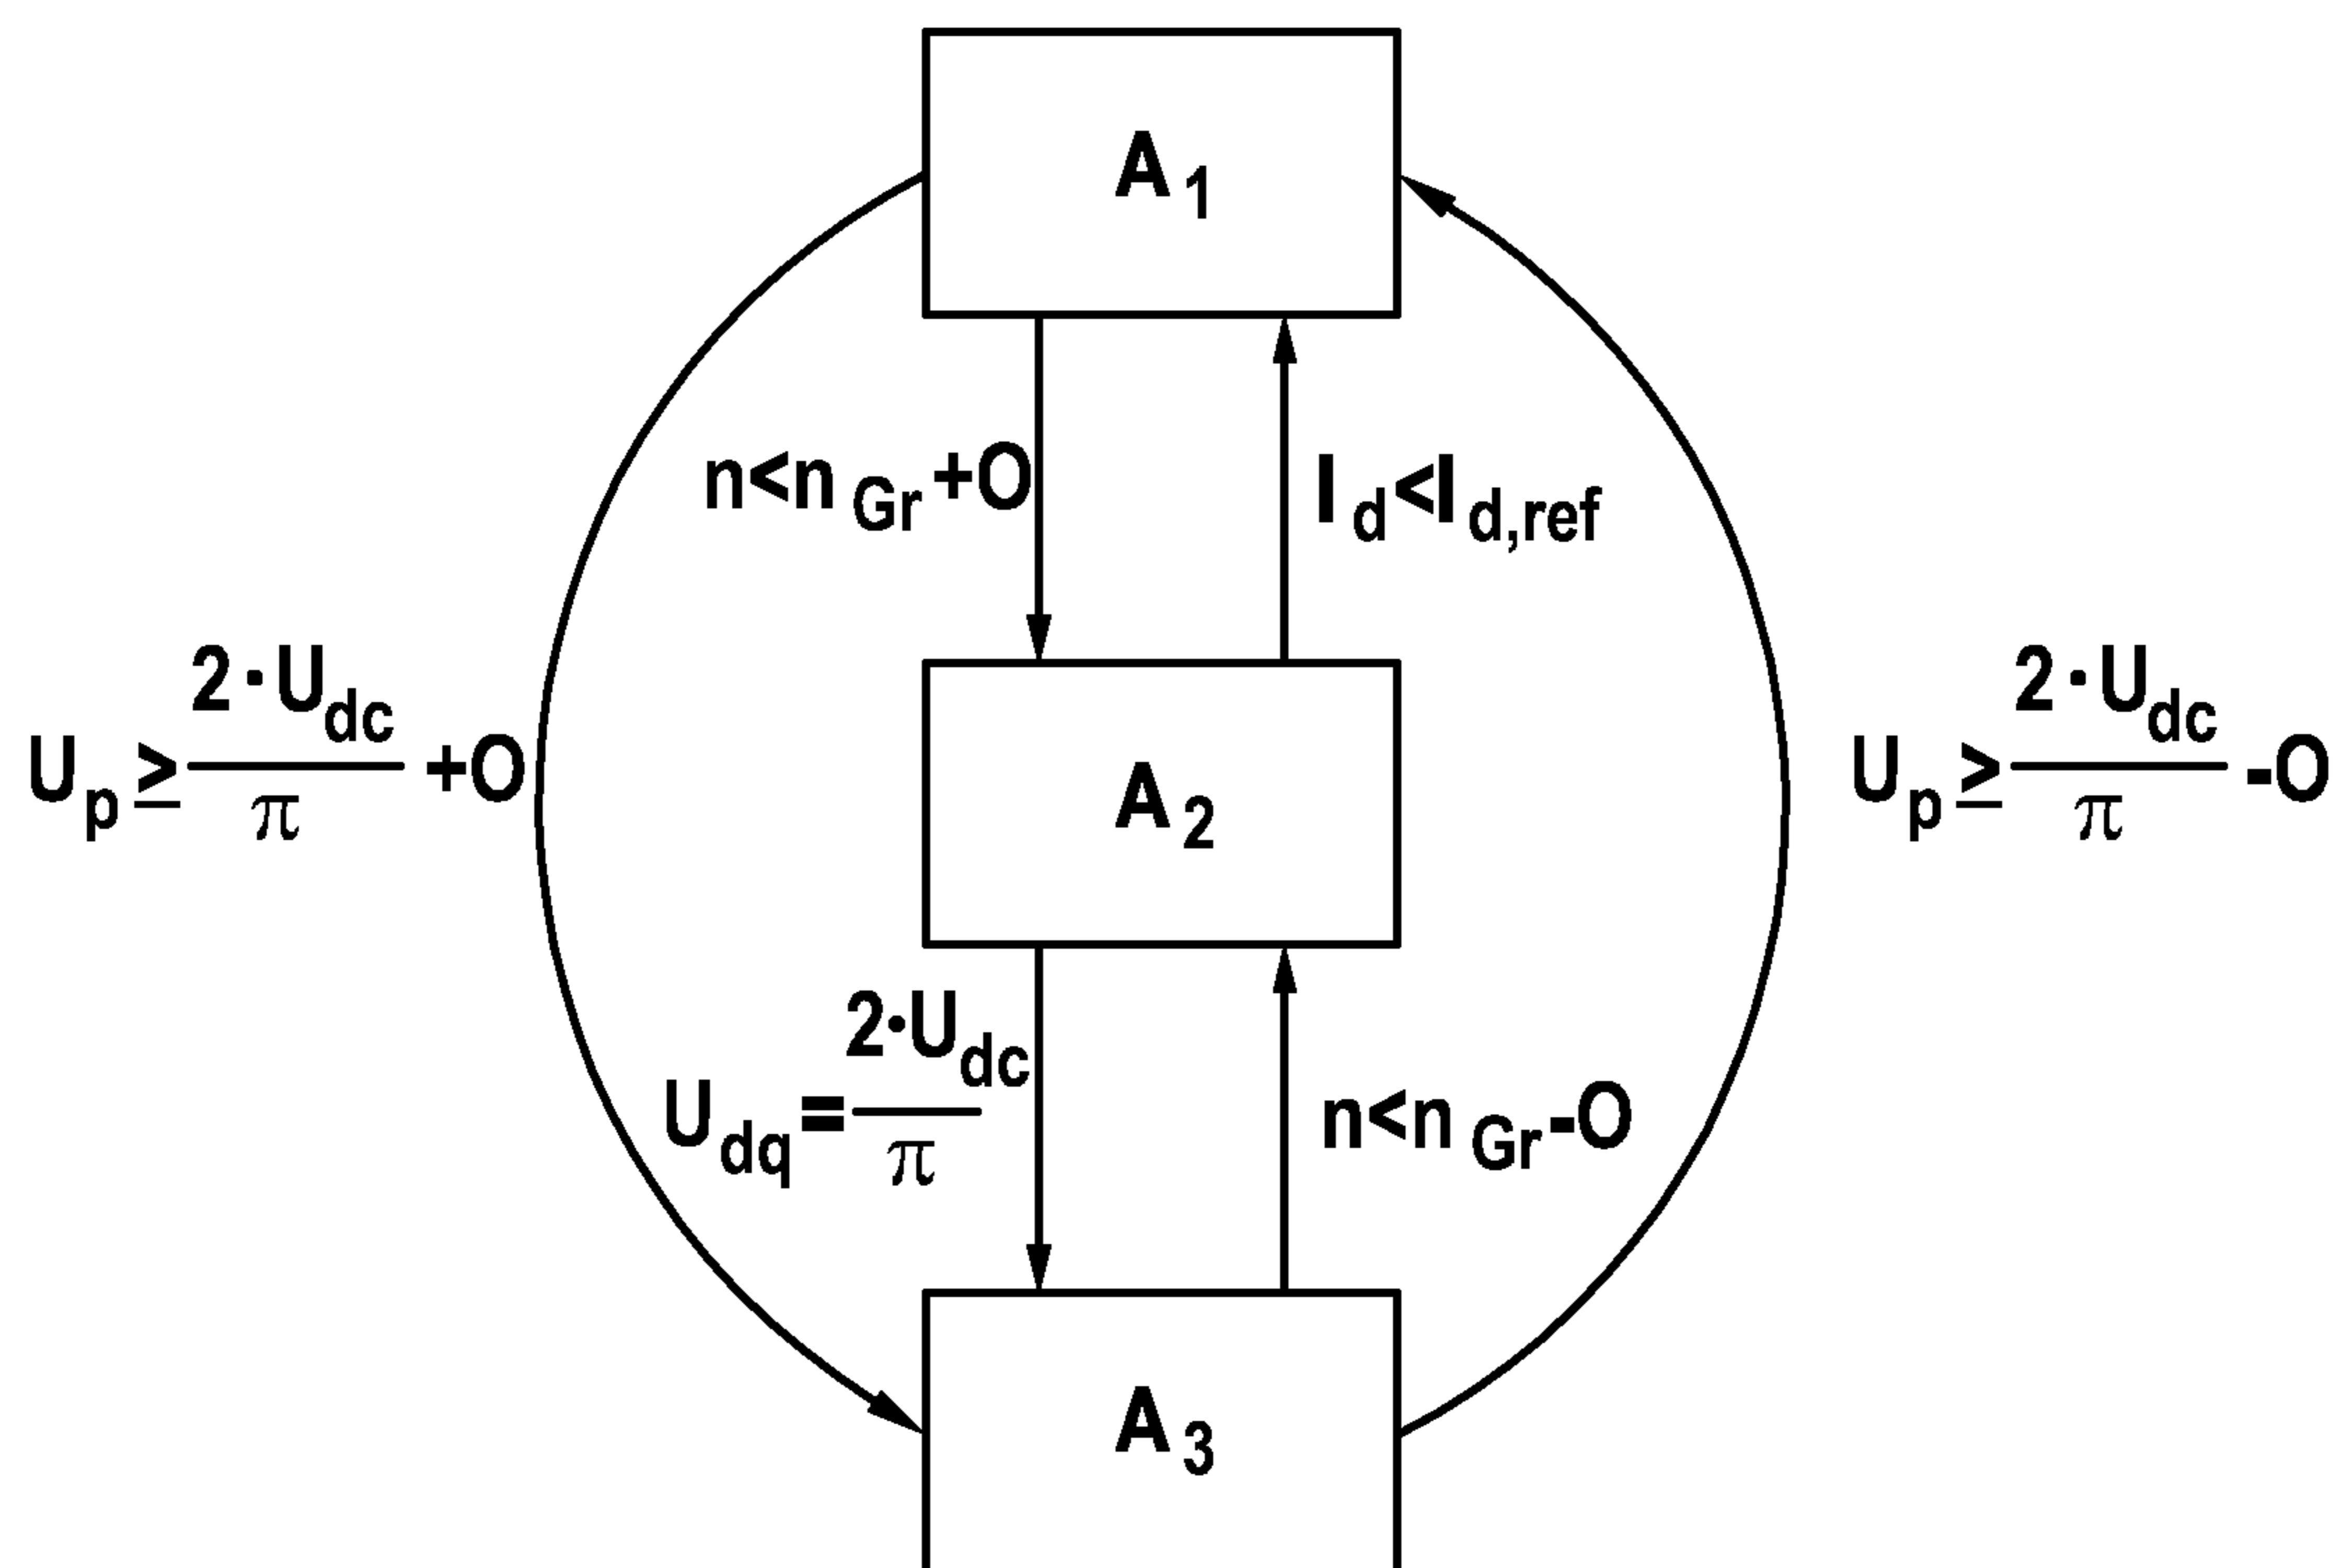 A1
n<nGr+O
Id<Id,ref
Up≥2·Udc/π+O
Up≥2·Udc/π-O
A2
Udq=2·Udc/π
n<nGr-O
A3